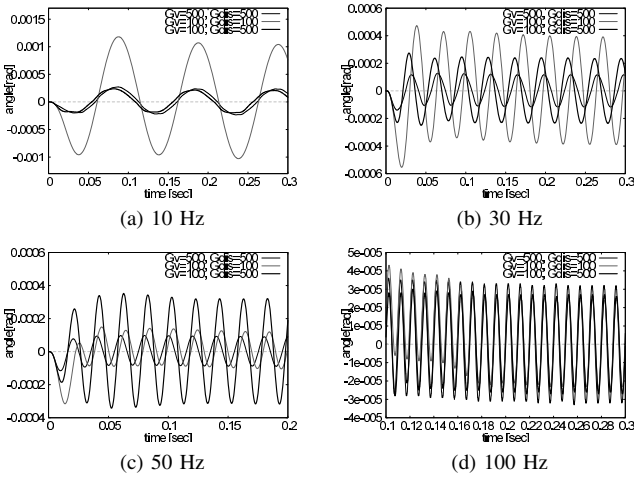 Gv=500, Gdis=500
Gv=100, Gdis=100
Gv=100, Gdis=500
0.0015
0.001
0.0005
0
-0.0005
-0.001
angle[rad]
0 0.05 0.1 0.15 0.2 0.25 0.3
time [sec]
(a) 10 Hz
Gv=500, Gdis=500
Gv=100, Gdis=100
Gv=100, Gdis=500
0.0006
0.0004
0.0002
0
-0.0002
-0.0004
-0.0006
angle[rad]
0 0.05 0.1 0.15 0.2 0.25 0.3
time [sec]
(b) 30 Hz
Gv=500, Gdis=500
Gv=100, Gdis=100
Gv=100, Gdis=500
0.0006
0.0004
0.0002
0
-0.0002
-0.0004
angle[rad]
0 0.05 0.1 0.15 0.2
time [sec]
(c) 50 Hz
Gv=500, Gdis=500
Gv=100, Gdis=100
Gv=100, Gdis=500
5e-005
4e-005
3e-005
2e-005
1e-005
0
-1e-005
-2e-005
-3e-005
-4e-005
angle[rad]
0.1 0.12 0.14 0.16 0.18 0.2 0.22 0.24 0.26 0.28 0.3
time [sec]
(d) 100 Hz